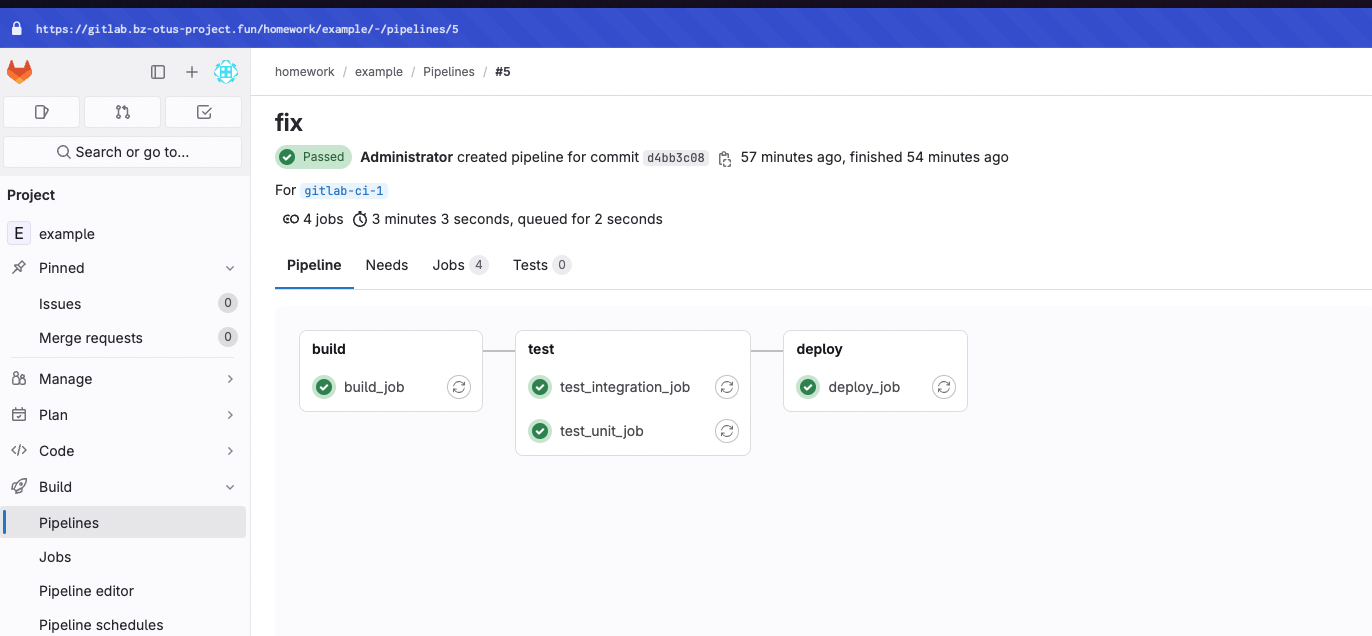 https://gitlab.bz-otus-project.fun/homework/example/-/pipelines/5
Search or go to...
Project
E example
Pinned
Issues 0
Merge requests 0
Manage
Plan
Code
Build
Pipelines
Jobs
Pipeline editor
Pipeline schedules
homework / example / Pipelines / #5
fix
Passed Administrator created pipeline for commit d4bb3c08 57 minutes ago, finished 54 minutes ago
For gitlab-ci-1
4 jobs 3 minutes 3 seconds, queued for 2 seconds
Pipeline Needs Jobs 4 Tests 0
build
build_job
test
test_integration_job
test_unit_job
deploy
deploy_job